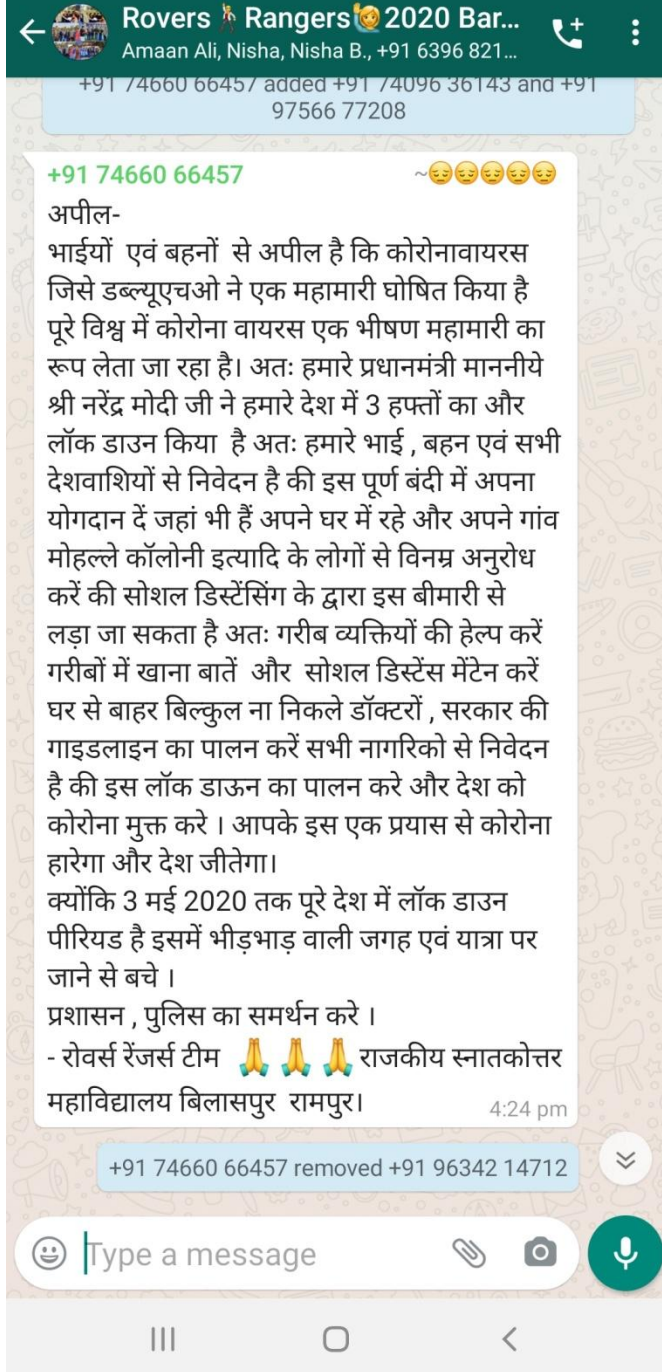 Rovers🕺Rangers🙋2020 Bar...
Amaan Ali, Nisha, Nisha B., +91 6396 821...
+91 74660 66457 added +91 74096 36143 and +91
97566 77208
+91 74660 66457 ~😔😔😔😔😔
अपील-
भाईयों एवं बहनों से अपील है कि कोरोनावायरस
जिसे डब्ल्यूएचओ ने एक महामारी घोषित किया है
पूरे विश्व में कोरोना वायरस एक भीषण महामारी का
रूप लेता जा रहा है। अतः हमारे प्रधानमंत्री माननीये
श्री नरेंद्र मोदी जी ने हमारे देश में 3 हफ्तों का और
लॉक डाउन किया है अतः हमारे भाई , बहन एवं सभी
देशवाशियों से निवेदन है की इस पूर्ण बंदी में अपना
योगदान दें जहां भी हैं अपने घर में रहे और अपने गांव
मोहल्ले कॉलोनी इत्यादि के लोगों से विनम्र अनुरोध
करें की सोशल डिस्टेंसिंग के द्वारा इस बीमारी से
लड़ा जा सकता है अतः गरीब व्यक्तियों की हेल्प करें
गरीबों में खाना बातें और सोशल डिस्टेंस मेंटेन करें
घर से बाहर बिल्कुल ना निकले डॉक्टरों , सरकार की
गाइडलाइन का पालन करें सभी नागरिको से निवेदन
है की इस लॉक डाऊन का पालन करे और देश को
कोरोना मुक्त करे । आपके इस एक प्रयास से कोरोना
हारेगा और देश जीतेगा।
क्योंकि 3 मई 2020 तक पूरे देश में लॉक डाउन
पीरियड है इसमें भीड़भाड़ वाली जगह एवं यात्रा पर
जाने से बचे ।
प्रशासन , पुलिस का समर्थन करे ।
- रोवर्स रेंजर्स टीम 🙏 🙏 🙏 राजकीय स्नातकोत्तर
महाविद्यालय बिलासपुर रामपुर।
4:24 pm
+91 74660 66457 removed +91 96342 14712
Type a message